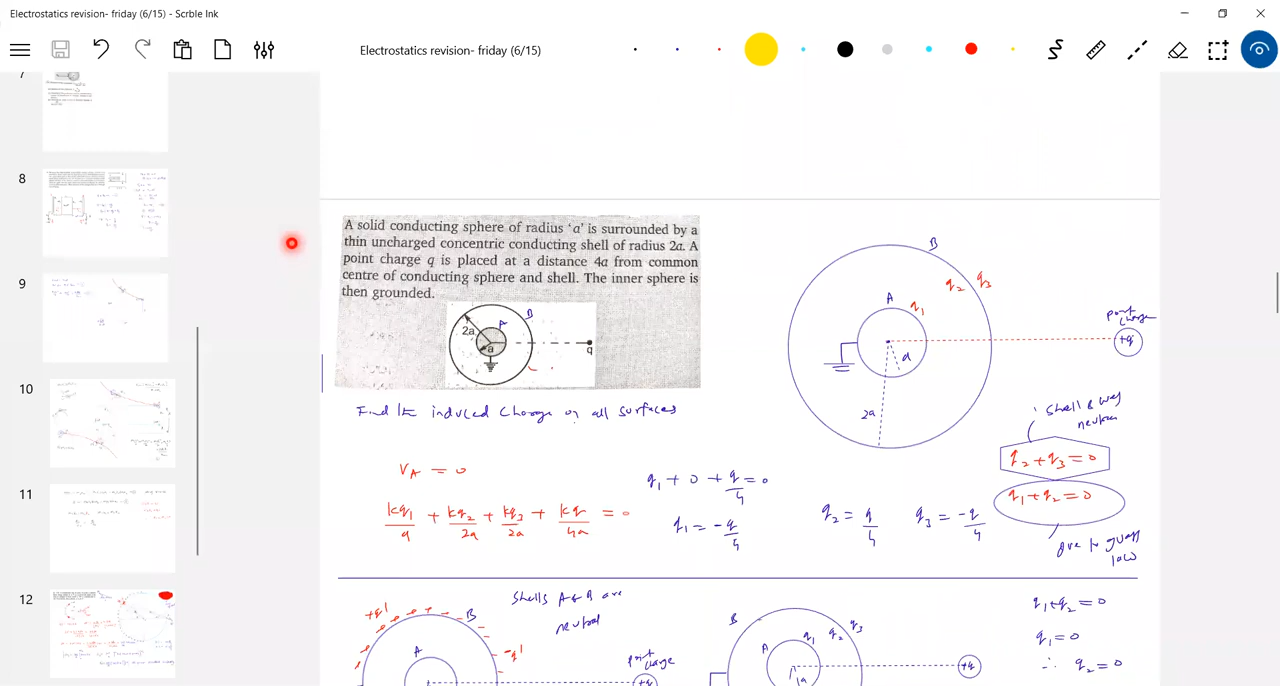 Electrostatics revision- friday (6/15) - Scrble Ink
Electrostatics revision- friday (6/15)
7
8
9
10
11
12
A solid conducting sphere of radius 'a' is surrounded by a
thin uncharged concentric conducting shell of radius 2a. A
point charge q is placed at a distance 4a from common
centre of conducting sphere and shell. The inner sphere is
then grounded.
2a
A
B
a
q
B
A
q1
q2
q3
point
charge
+q
a
2a
Find the induced charge on all surfaces
shell B was
neutral
q2 + q3 = 0
q1 + q2 = 0
due to
law
VA = 0
kq1/a + kq2/2a + kq3/2a + kq/4a = 0
q1 + 0 + q/4 = 0
q1 = -q/4
q2 = q/4
q3 = -q/4
Shells A & B are
neutral
+q'
B
-q'
A
point
charge
+q
B
A
q1
q2
q3
+q
q1+q2 = 0
q1 = 0
∴ q2 = 0